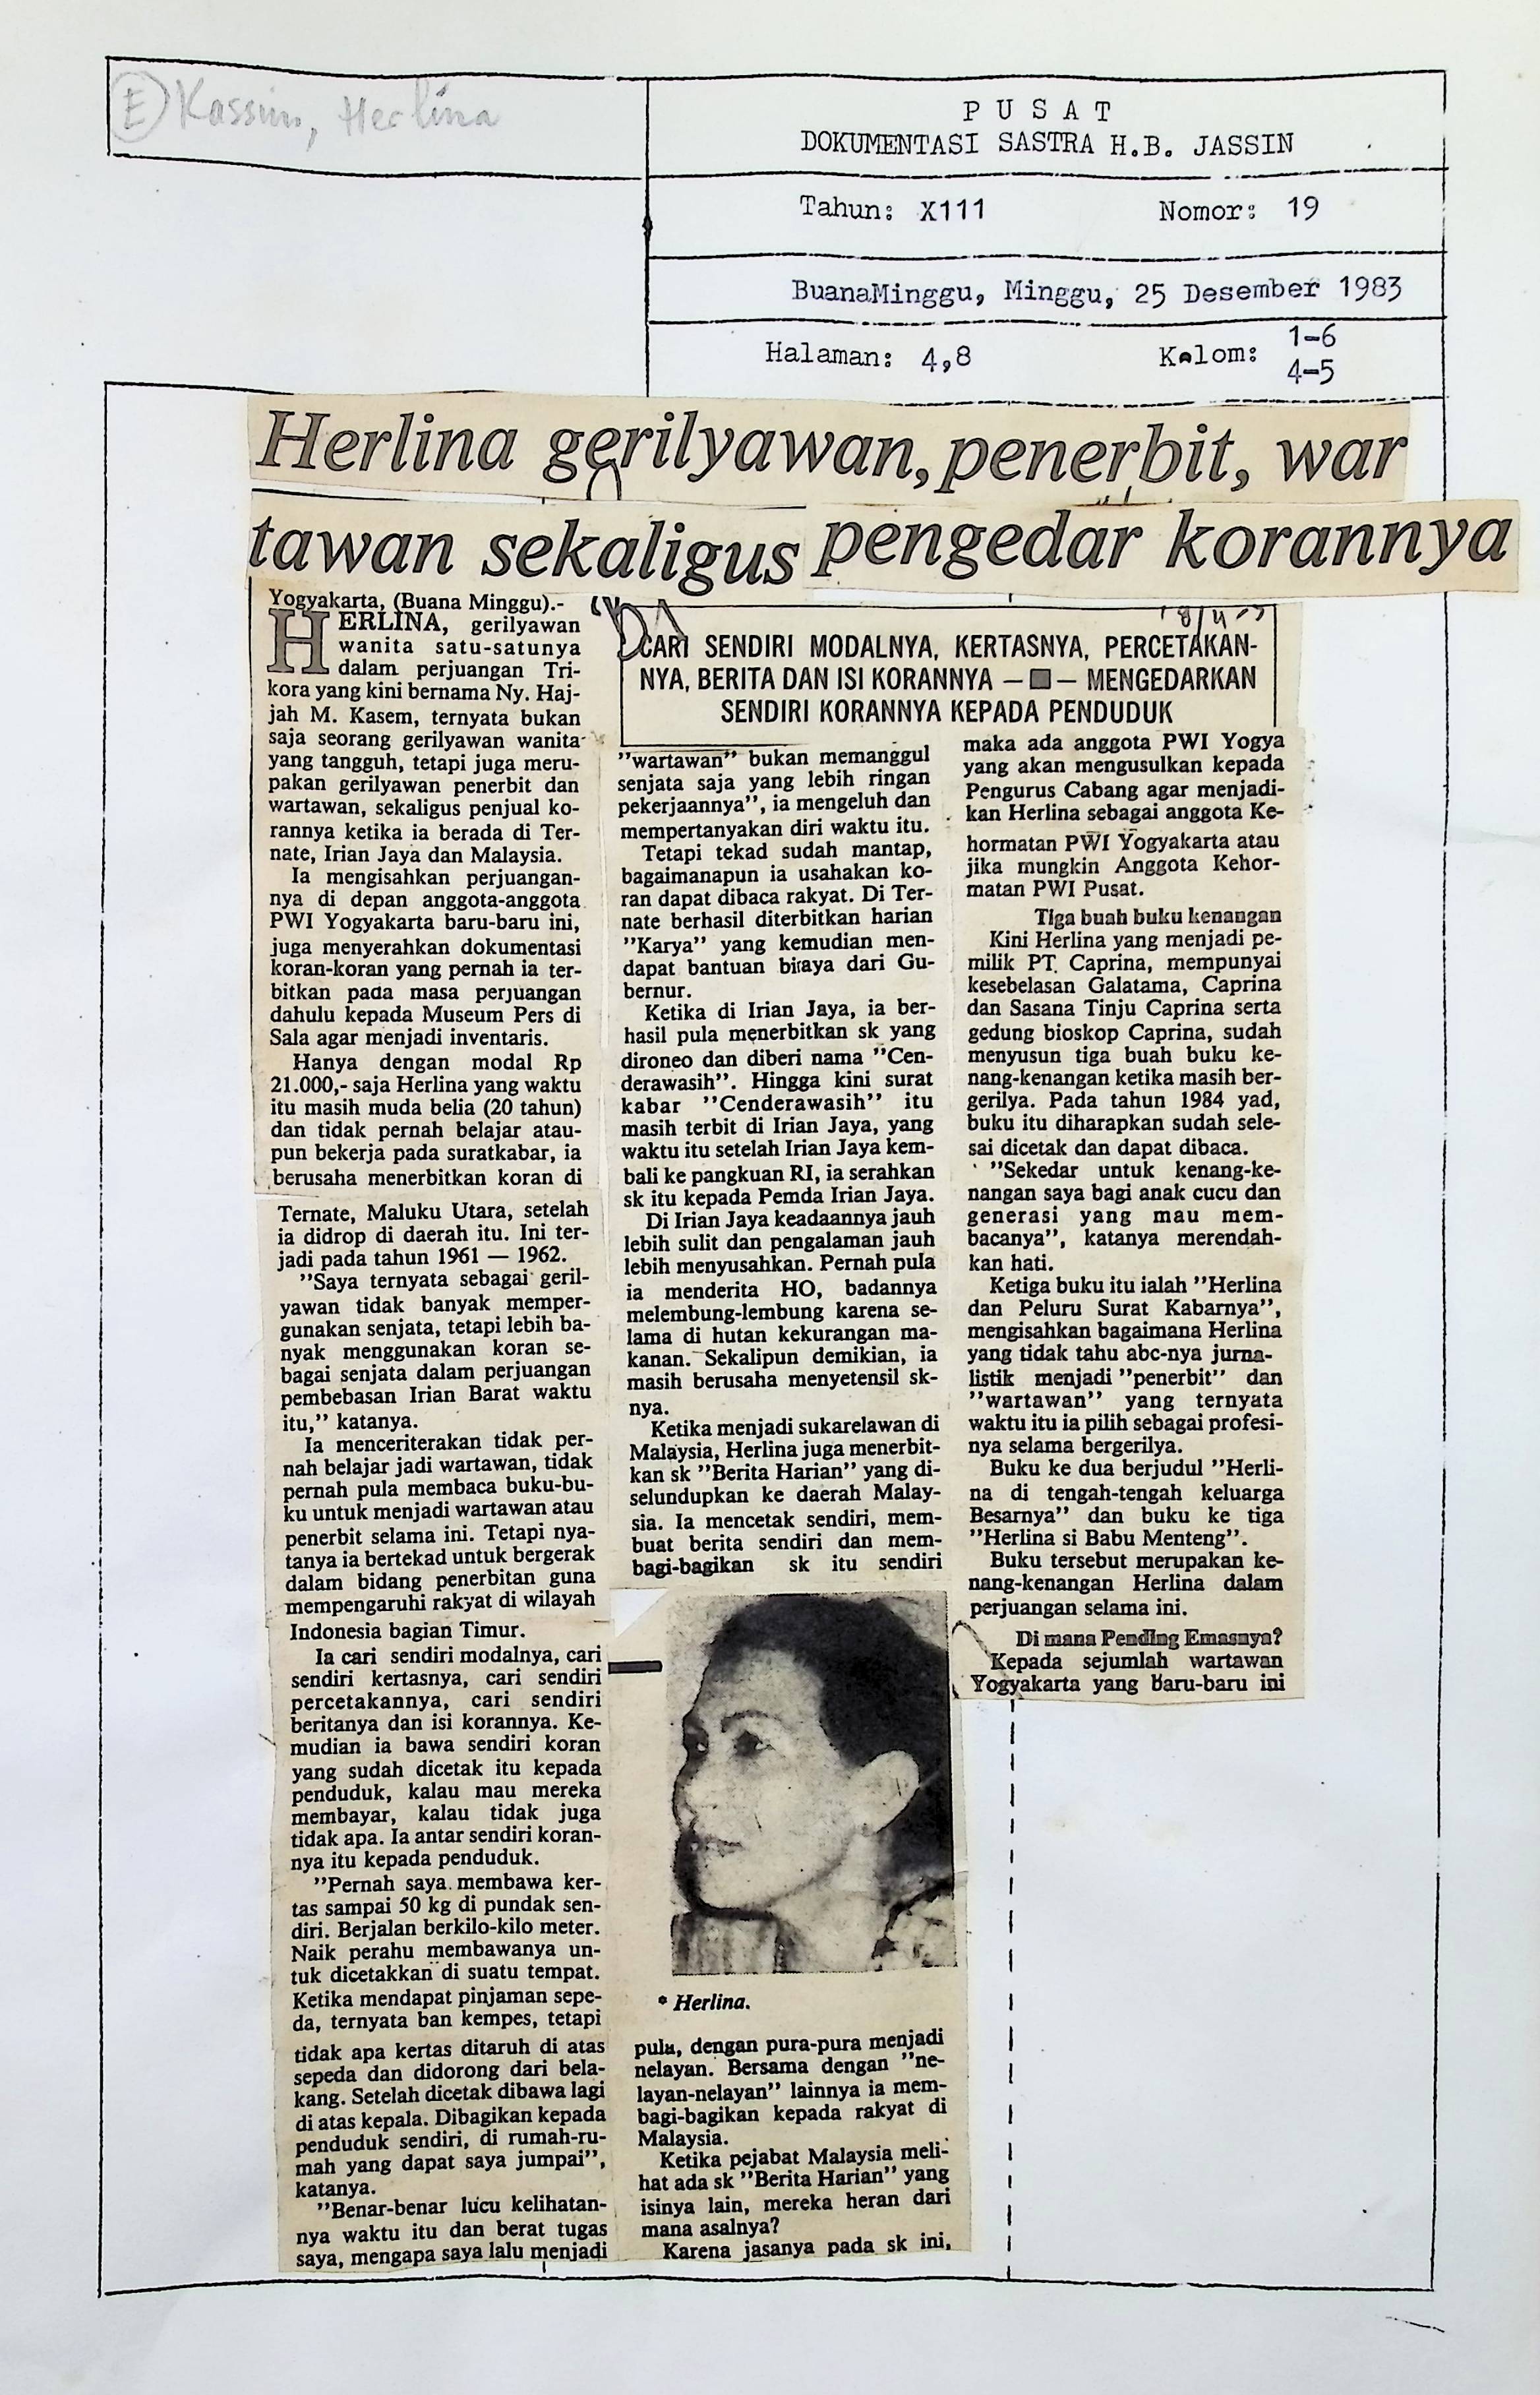 E Kassim, Herlina
P U S A T
DOKUMENTASI SASTRA H.B. JASSIN
Tahun: X111 Nomor: 19
BuanaMinggu, Minggu, 25 Desember 1983
Halaman: 4,8 Kolom: 1-6
4-5
Herlina gerilyawan, penerbit, war
tawan sekaligus pengedar korannya
Yogyakarta, (Buana Minggu).-
HERLINA, gerilyawan
wanita satu-satunya
dalam perjuangan Tri-
kora yang kini bernama Ny. Haj-
jah M. Kasem, ternyata bukan
saja seorang gerilyawan wanita
yang tangguh, tetapi juga meru-
pakan gerilyawan penerbit dan
wartawan, sekaligus penjual ko-
rannya ketika ia berada di Ter-
nate, Irian Jaya dan Malaysia.
Ia mengisahkan perjuangan-
nya di depan anggota-anggota
PWI Yogyakarta baru-baru ini,
juga menyerahkan dokumentasi
koran-koran yang pernah ia ter-
bitkan pada masa perjuangan
dahulu kepada Museum Pers di
Sala agar menjadi inventaris.
Hanya dengan modal Rp
21.000,- saja Herlina yang waktu
itu masih muda belia (20 tahun)
dan tidak pernah belajar atau-
pun bekerja pada suratkabar, ia
berusaha menerbitkan koran di
Ternate, Maluku Utara, setelah
ia didrop di daerah itu. Ini ter-
jadi pada tahun 1961 — 1962.
"Saya ternyata sebagai geril-
yawan tidak banyak memper-
gunakan senjata, tetapi lebih ba-
nyak menggunakan koran se-
bagai senjata dalam perjuangan
pembebasan Irian Barat waktu
itu," katanya.
Ia menceriterakan tidak per-
nah belajar jadi wartawan, tidak
pernah pula membaca buku-bu-
ku untuk menjadi wartawan atau
penerbit selama ini. Tetapi nya-
tanya ia bertekad untuk bergerak
dalam bidang penerbitan guna
mempengaruhi rakyat di wilayah
Indonesia bagian Timur.
Ia cari sendiri modalnya, cari
sendiri kertasnya, cari sendiri
percetakannya, cari sendiri
beritanya dan isi korannya. Ke-
mudian ia bawa sendiri koran
yang sudah dicetak itu kepada
penduduk, kalau mau mereka
membayar, kalau tidak juga
tidak apa. Ia antar sendiri koran-
nya itu kepada penduduk.
"Pernah saya membawa ker-
tas sampai 50 kg di pundak sen-
diri. Berjalan berkilo-kilo meter.
Naik perahu membawanya un-
tuk dicetakkan di suatu tempat.
Ketika mendapat pinjaman sepe-
da, ternyata ban kempes, tetapi
tidak apa kertas ditaruh di atas
sepeda dan didorong dari bela-
kang. Setelah dicetak dibawa lagi
di atas kepala. Dibagikan kepada
penduduk sendiri, di rumah-ru-
mah yang dapat saya jumpai",
katanya.
"Benar-benar lucu kelihatan-
nya waktu itu dan berat tugas
saya, mengapa saya lalu menjadi
CARI SENDIRI MODALNYA, KERTASNYA, PERCETAKAN-
NYA, BERITA DAN ISI KORANNYA — ■ — MENGEDARKAN
SENDIRI KORANNYA KEPADA PENDUDUK
"wartawan" bukan memanggul
senjata saja yang lebih ringan
pekerjaannya", ia mengeluh dan
mempertanyakan diri waktu itu.
Tetapi tekad sudah mantap,
bagaimanapun ia usahakan ko-
ran dapat dibaca rakyat. Di Ter-
nate berhasil diterbitkan harian
"Karya" yang kemudian men-
dapat bantuan biaya dari Gu-
bernur.
Ketika di Irian Jaya, ia ber-
hasil pula menerbitkan sk yang
dironeo dan diberi nama "Cen-
derawasih". Hingga kini surat
kabar "Cenderawasih" itu
masih terbit di Irian Jaya, yang
waktu itu setelah Irian Jaya kem-
bali ke pangkuan RI, ia serahkan
sk itu kepada Pemda Irian Jaya.
Di Irian Jaya keadaannya jauh
lebih sulit dan pengalaman jauh
lebih menyusahkan. Pernah pula
ia menderita HO, badannya
melembung-lembung karena se-
lama di hutan kekurangan ma-
kanan. Sekalipun demikian, ia
masih berusaha menyetensil sk-
nya.
Ketika menjadi sukarelawan di
Malaysia, Herlina juga menerbit-
kan sk "Berita Harian" yang di-
selundupkan ke daerah Malay-
sia. Ia mencetak sendiri, mem-
buat berita sendiri dan mem-
bagi-bagikan sk itu sendiri
* Herlina.
pula, dengan pura-pura menjadi
nelayan. Bersama dengan "ne-
layan-nelayan" lainnya ia mem-
bagi-bagikan kepada rakyat di
Malaysia.
Ketika pejabat Malaysia meli-
hat ada sk "Berita Harian" yang
isinya lain, mereka heran dari
mana asalnya?
Karena jasanya pada sk ini,
maka ada anggota PWI Yogya
yang akan mengusulkan kepada
Pengurus Cabang agar menjadi-
kan Herlina sebagai anggota Ke-
hormatan PWI Yogyakarta atau
jika mungkin Anggota Kehor-
matan PWI Pusat.
Tiga buah buku kenangan
Kini Herlina yang menjadi pe-
milik PT. Caprina, mempunyai
kesebelasan Galatama, Caprina
dan Sasana Tinju Caprina serta
gedung bioskop Caprina, sudah
menyusun tiga buah buku ke-
nang-kenangan ketika masih ber-
gerilya. Pada tahun 1984 yad,
buku itu diharapkan sudah sele-
sai dicetak dan dapat dibaca.
"Sekedar untuk kenang-ke-
nangan saya bagi anak cucu dan
generasi yang mau mem-
bacanya", katanya merendah-
kan hati.
Ketiga buku itu ialah "Herlina
dan Peluru Surat Kabarnya",
mengisahkan bagaimana Herlina
yang tidak tahu abc-nya jurna-
listik menjadi "penerbit" dan
"wartawan" yang ternyata
waktu itu ia pilih sebagai profesi-
nya selama bergerilya.
Buku ke dua berjudul "Herli-
na di tengah-tengah keluarga
Besarnya" dan buku ke tiga
"Herlina si Babu Menteng".
Buku tersebut merupakan ke-
nang-kenangan Herlina dalam
perjuangan selama ini.
Di mana Pending Emasnya?
Kepada sejumlah wartawan
Yogyakarta yang baru-baru ini